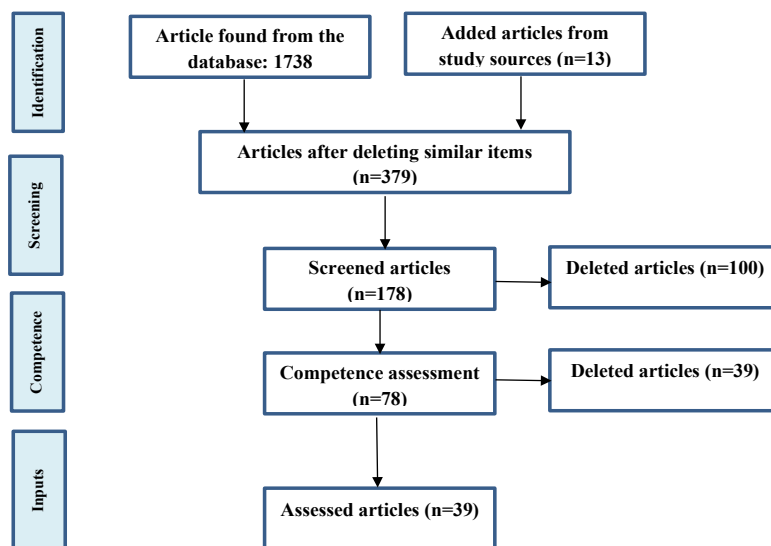 Identification
Article found from the
database: 1738
Added articles from
study sources (n=13)
Articles after deleting similar items
(n=379)
Screening
Screened articles
(n=178)
Deleted articles (n=100)
Competence
Competence assessment
(n=78)
Deleted articles (n=39)
Inputs
Assessed articles (n=39)